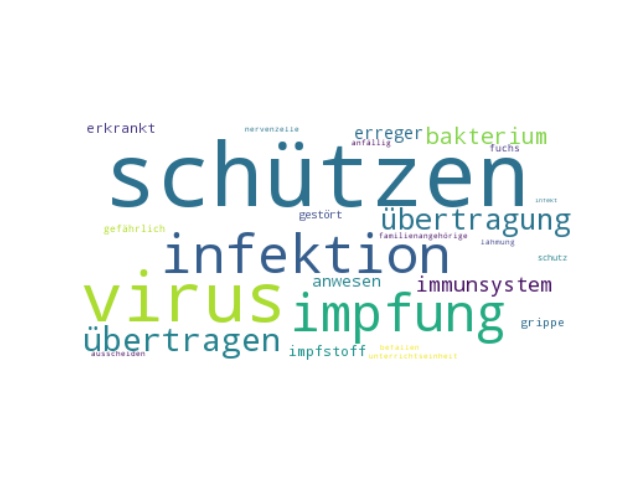 erkrankt
nervenzelle
erreger
bakterium
anfällig
fuchs
schützen
infekt
gestört
übertragung
gefährlich
familienangehörige
lähmung
infektion
schutz
anwesen
immunsystem
virus
impfung
grippe
übertragen
impfstoff
befallen
ausscheiden
unterrichtseinheit